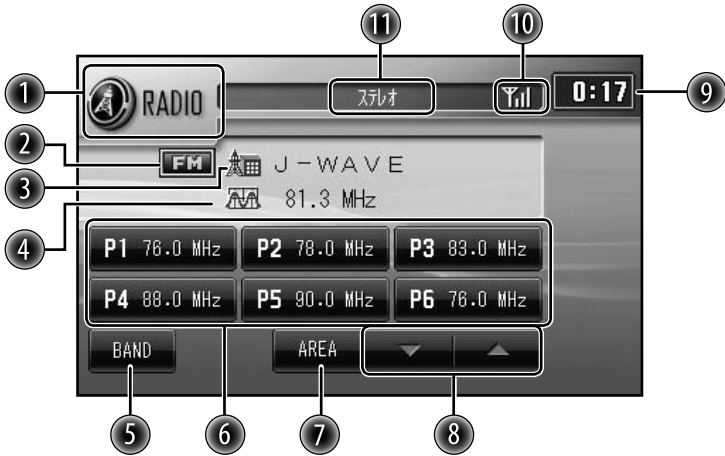 11 10
1 RADIO ステレオ 0:17 9
2 FM
3 J-WAVE
4 81.3 MHz
P1 76.0 MHz P2 78.0 MHz P3 83.0 MHz
P4 88.0 MHz P5 90.0 MHz P6 76.0 MHz
BAND AREA
5 6 7 8